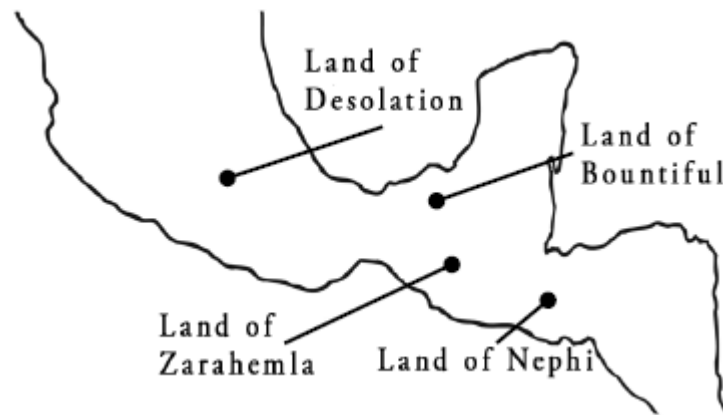 Land of
Desolation
Land of
Bountiful
Land of
Zarahemla
Land of Nephi